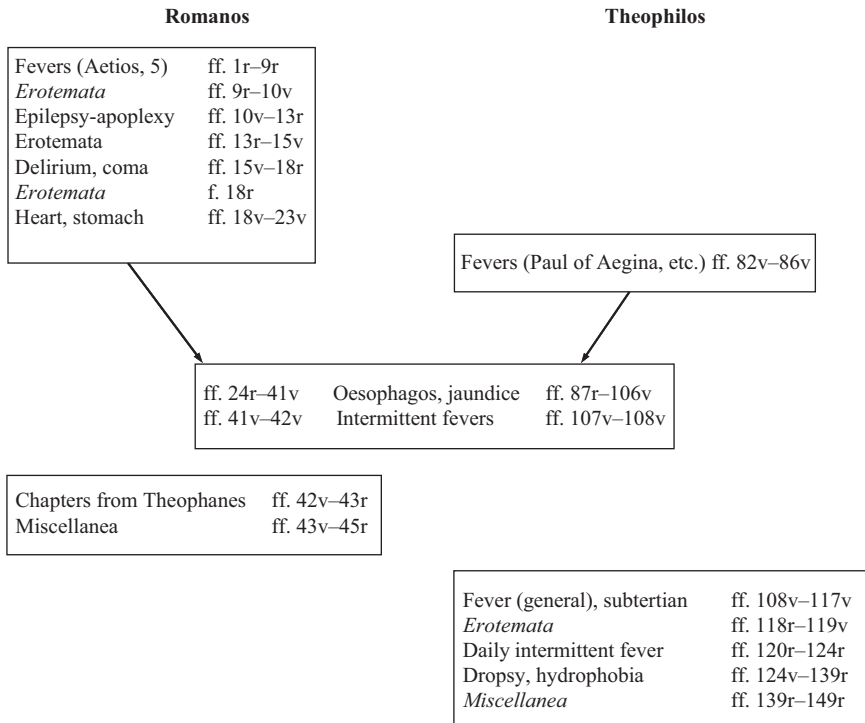 Romanos Theophilos
Fevers (Aetios, 5) ff. 1r–9r
Erotemata ff. 9r–10v
Epilepsy-apoplexy ff. 10v–13r
Erotemata ff. 13r–15v
Delirium, coma ff. 15v–18r
Erotemata f. 18r
Heart, stomach ff. 18v–23v
Fevers (Paul of Aegina, etc.) ff. 82v–86v
ff. 24r–41v Oesophagos, jaundice ff. 87r–106v
ff. 41v–42v Intermittent fevers ff. 107v–108v
Chapters from Theophanes ff. 42v–43r
Miscellanea ff. 43v–45r
Fever (general), subtertian ff. 108v–117v
Erotemata ff. 118r–119v
Daily intermittent fever ff. 120r–124r
Dropsy, hydrophobia ff. 124v–139r
Miscellanea ff. 139r–149r